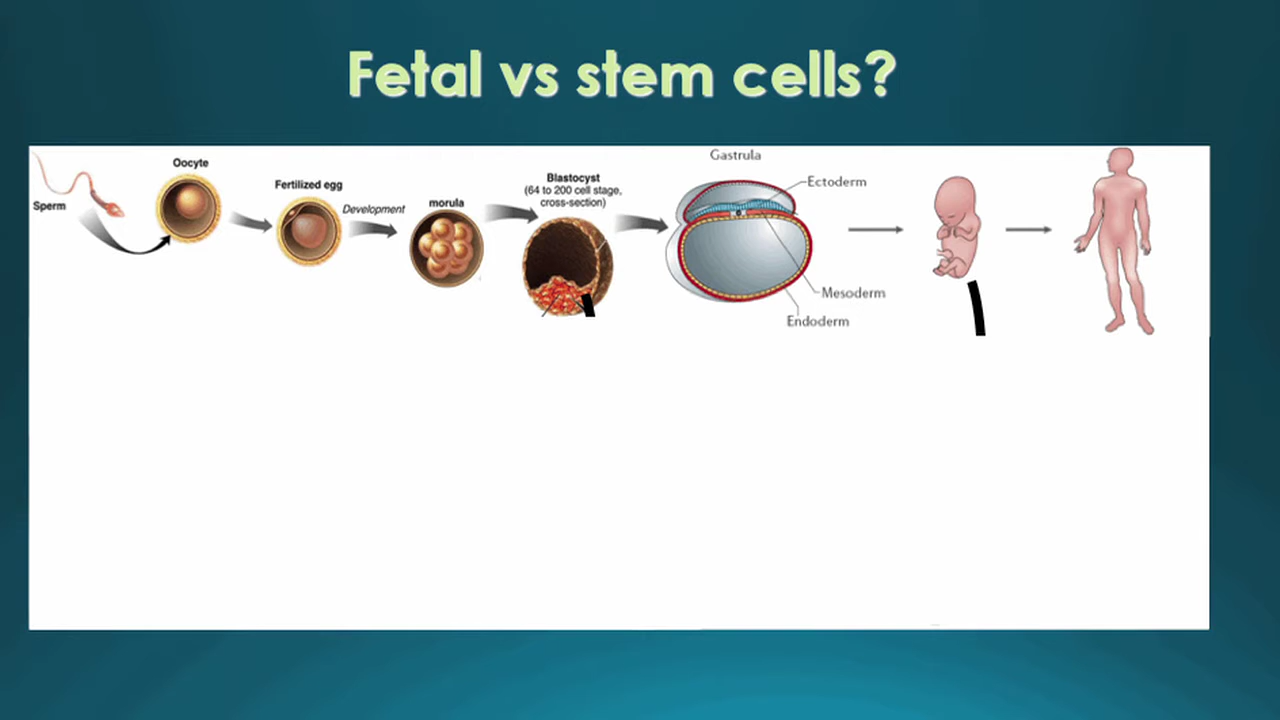 Fetal vs stem cells?
Sperm
Oocyte
Fertilized egg
Development
morula
Blastocyst
(64 to 200 cell stage,
cross-section)
Gastrula
Ectoderm
Mesoderm
Endoderm